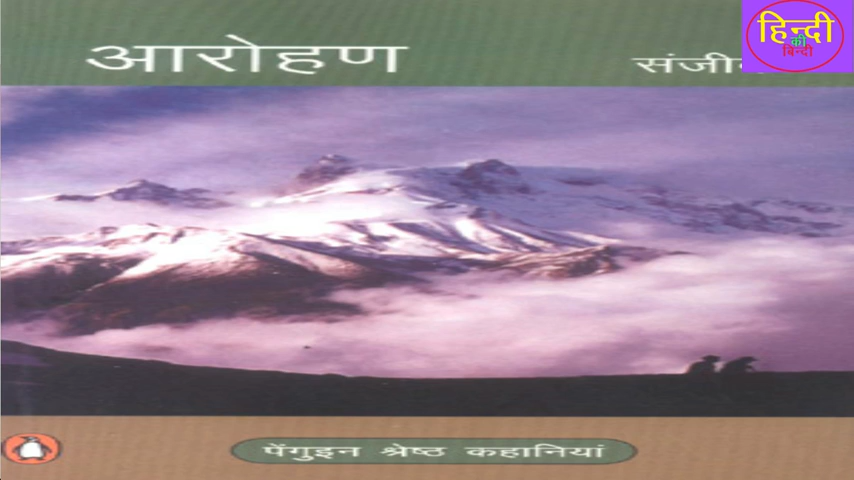 आरोहण
हिन्दी
की
बिन्दी
पेंगुइन श्रेष्ठ कहानियां